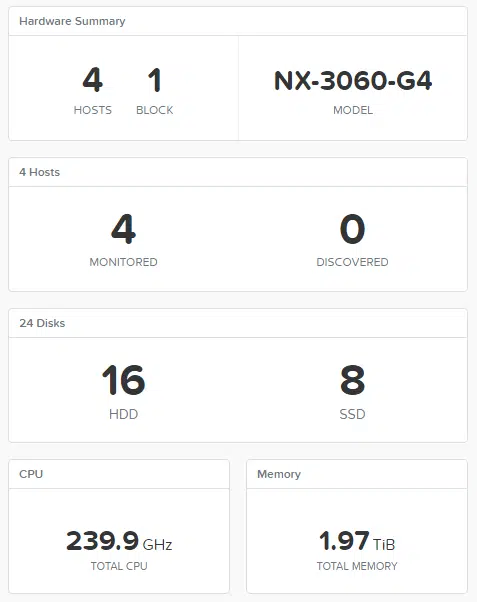 Hardware Summary
4 1 NX-3060-G4
HOSTS BLOCK MODEL
4 Hosts
4 0
MONITORED DISCOVERED
24 Disks
16 8
HDD SSD
CPU Memory
239.9 GHz 1.97 TiB
TOTAL CPU TOTAL MEMORY